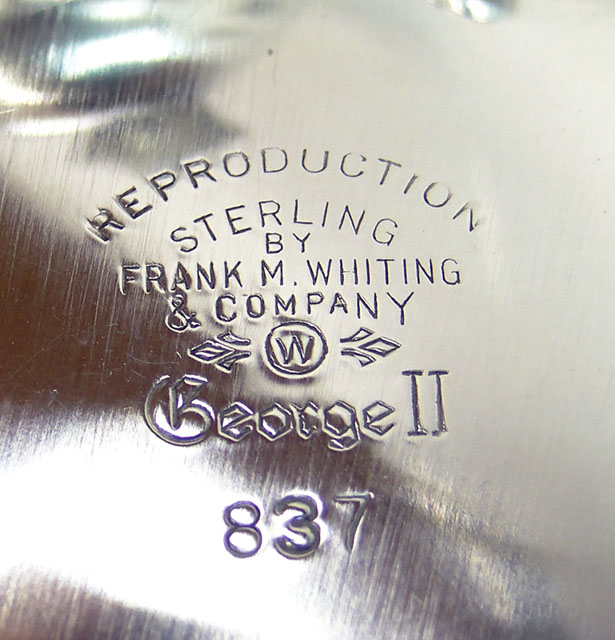 REPRODUCTION
STERLING
BY
FRANK M. WHITING
& COMPANY
W
George II
837